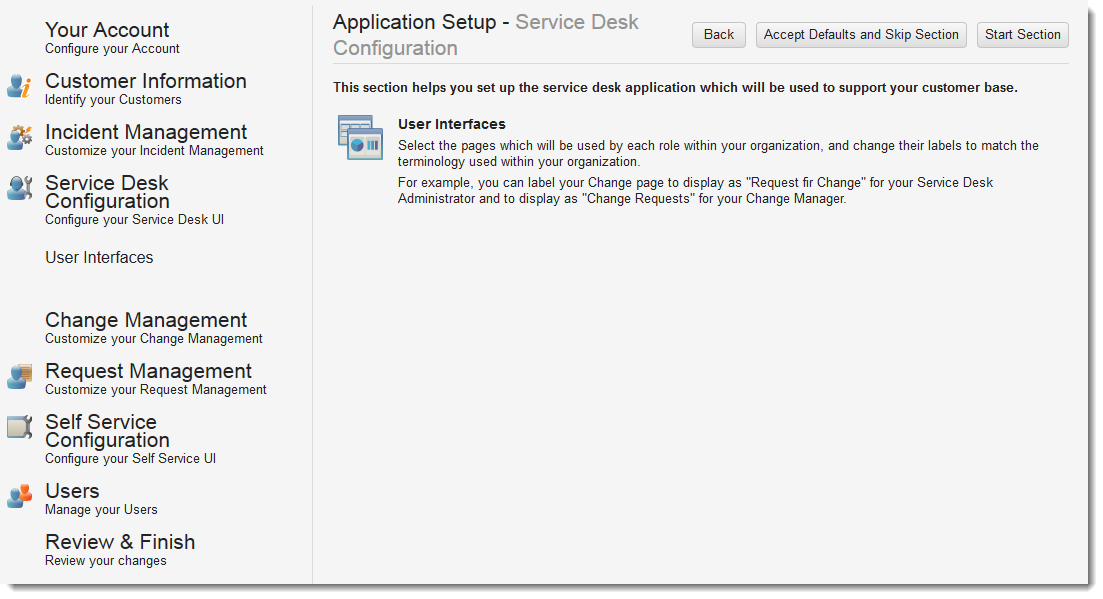 Your Account
Configure your Account
Customer Information
Identify your Customers
Incident Management
Customize your Incident Management
Service Desk
Configuration
Configure your Service Desk UI
User Interfaces
Change Management
Customize your Change Management
Request Management
Customize your Request Management
Self Service
Configuration
Configure your Self Service UI
Users
Manage your Users
Review & Finish
Review your changes
Application Setup - Service Desk
Configuration
Back
Accept Defaults and Skip Section
Start Section
This section helps you set up the service desk application which will be used to support your customer base.
User Interfaces
Select the pages which will be used by each role within your organization, and change their labels to match the
terminology used within your organization.
For example, you can label your Change page to display as "Request fir Change" for your Service Desk
Administrator and to display as "Change Requests" for your Change Manager.